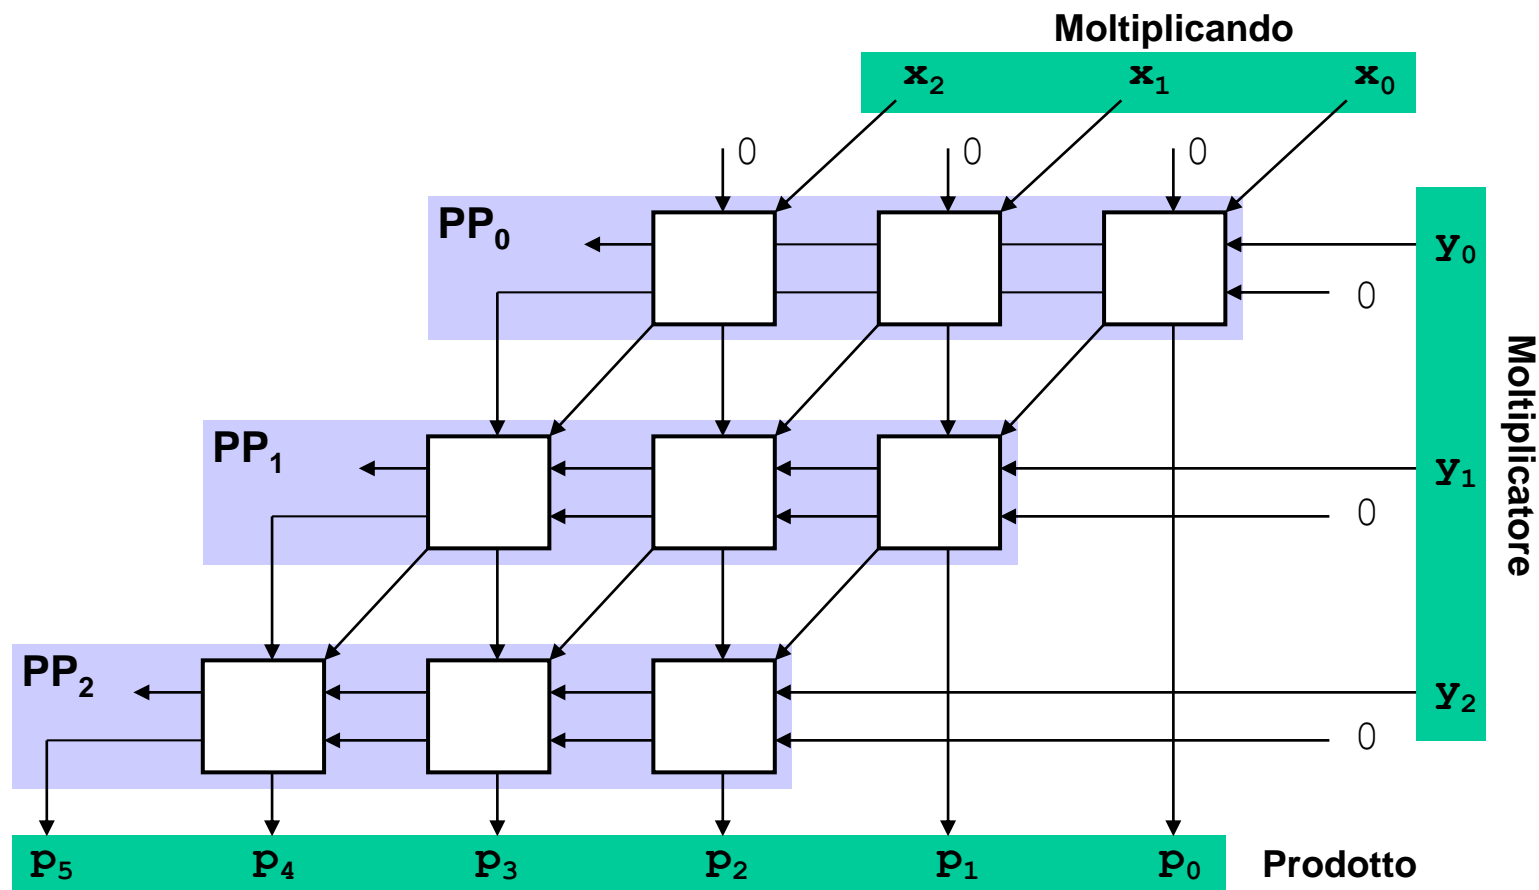 Moltiplicando
x2 x1 x0
0 0 0
PP0 y0
0
PP1 y1
0
Moltiplicatore
PP2 y2
0
p5 p4 p3 p2 p1 p0 Prodotto